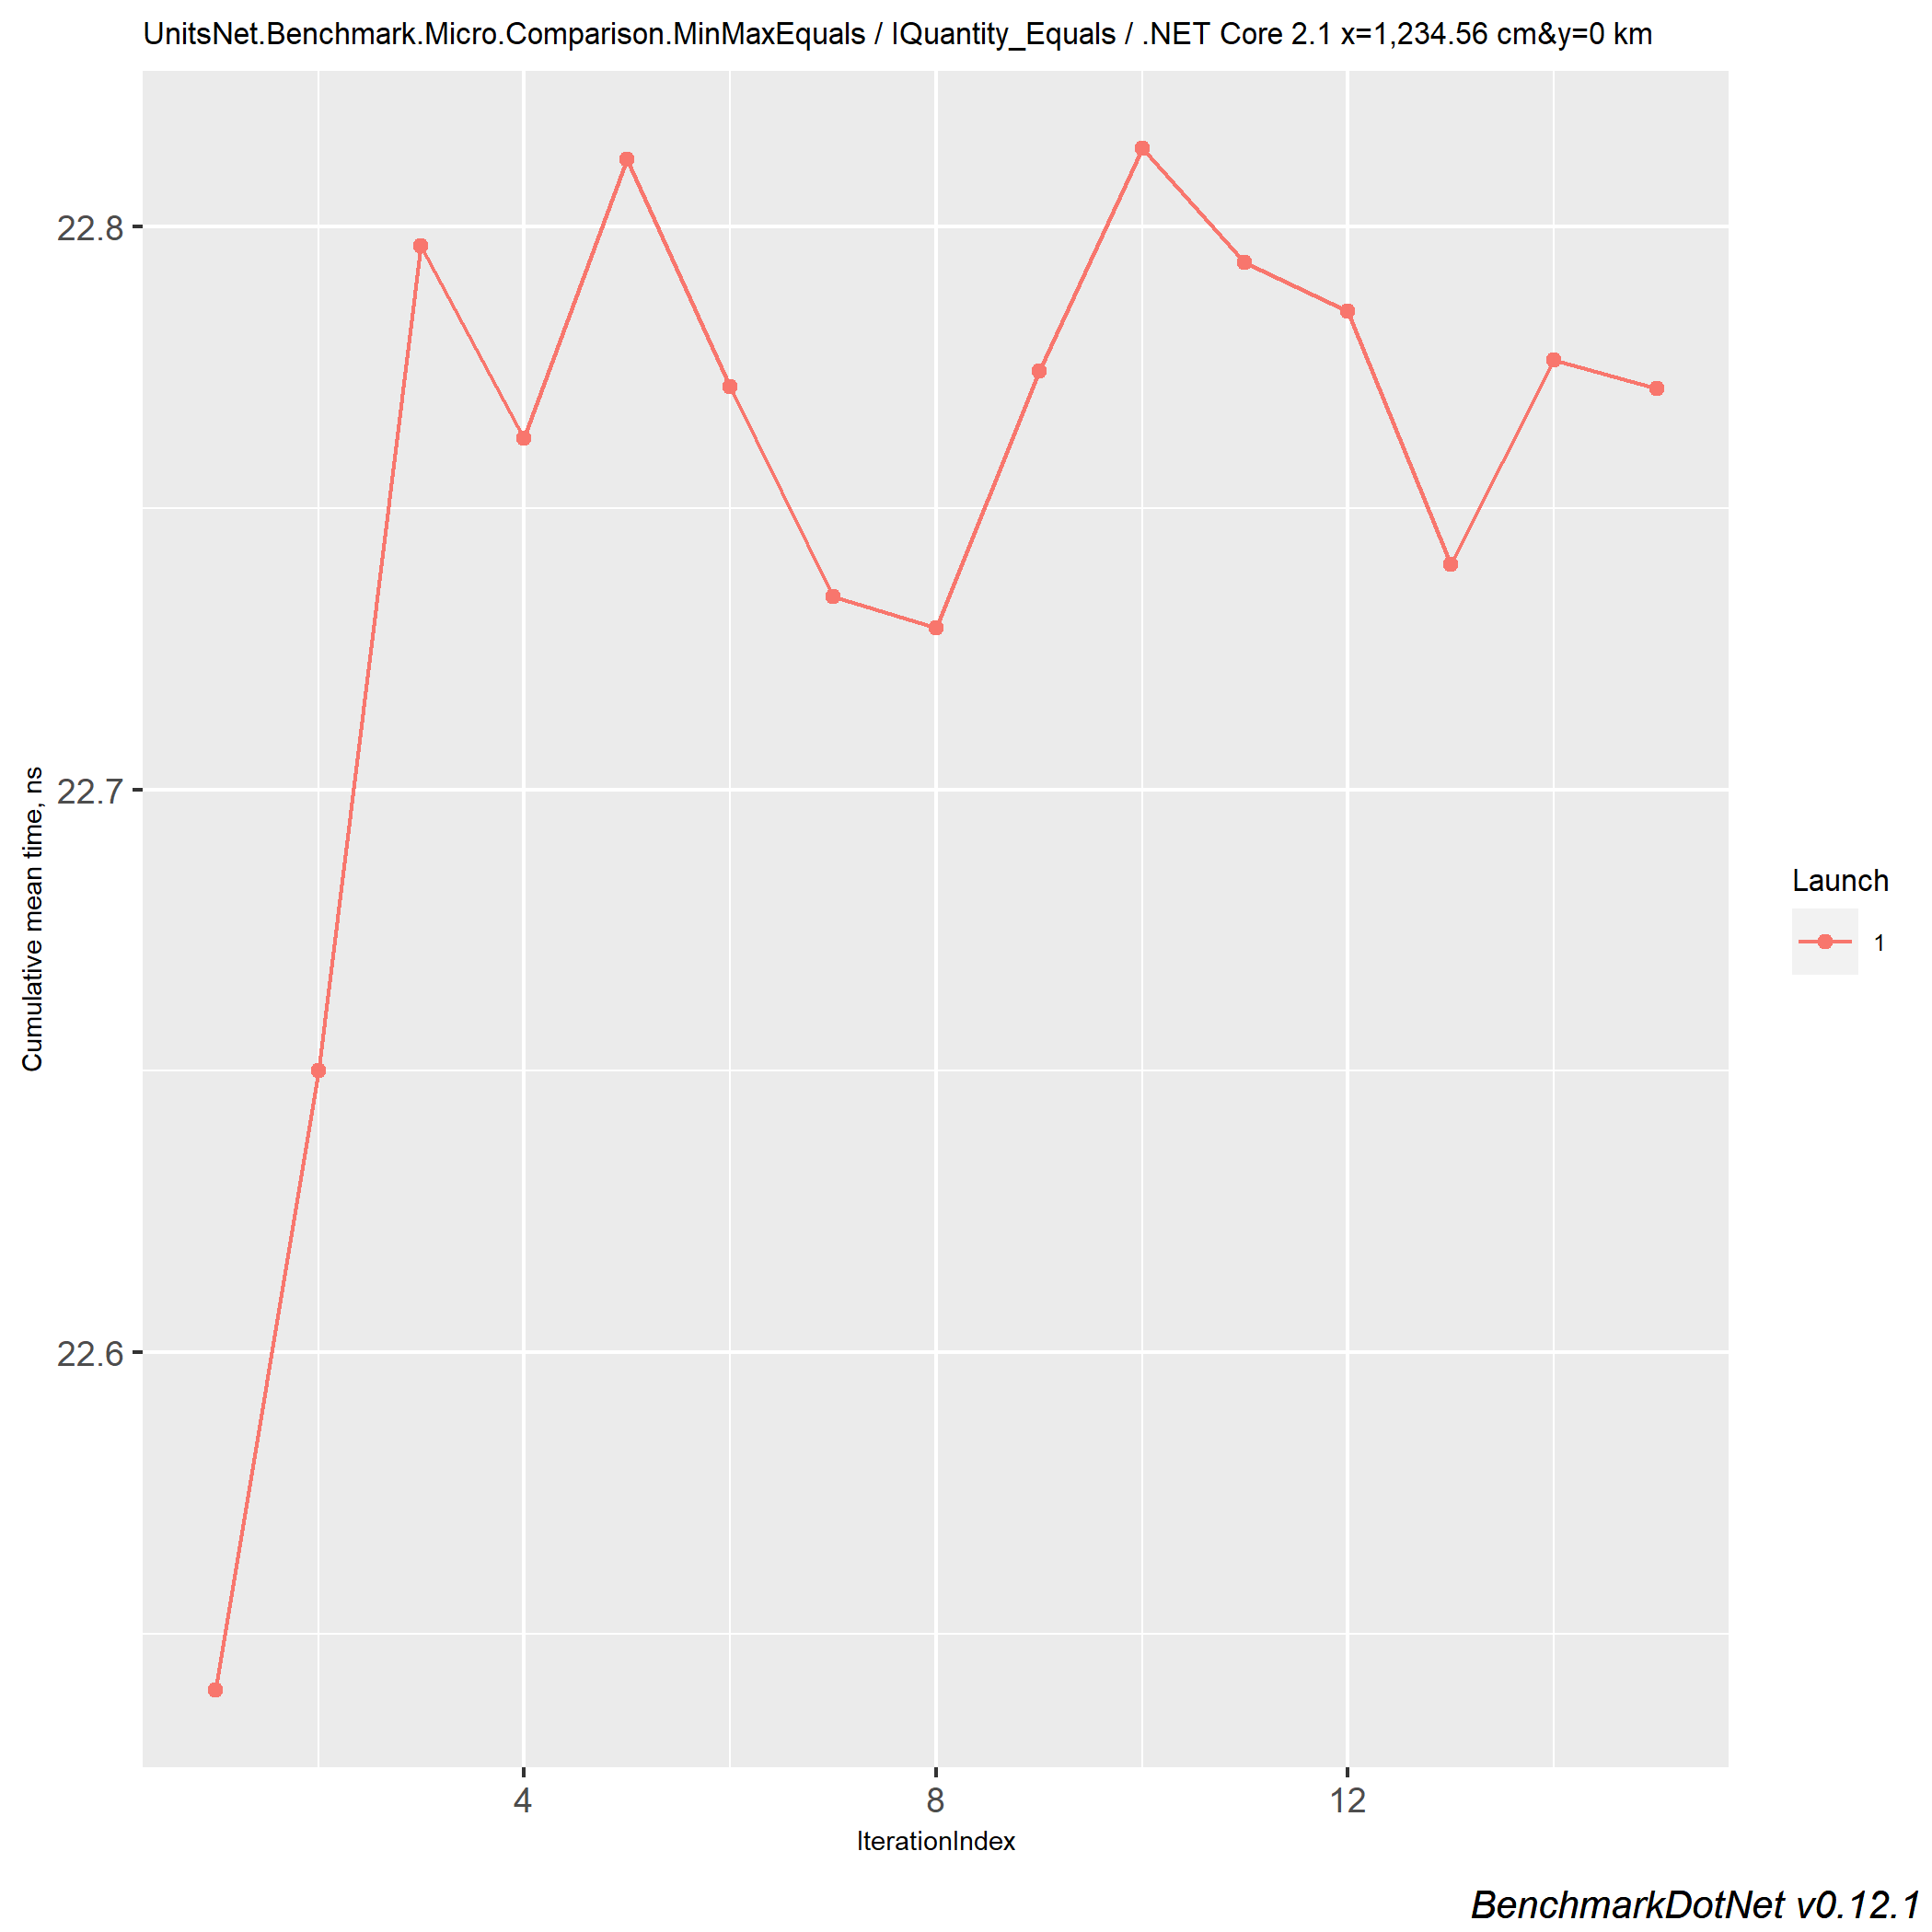 UnitsNet.Benchmark.Micro.Comparison.MinMaxEquals / IQuantity_Equals / .NET Core 2.1 x=1,234.56 cm&y=0 km
22.8
22.7
22.6
Cumulative mean time, ns
4
8
12
IterationIndex
Launch
1
BenchmarkDotNet v0.12.1